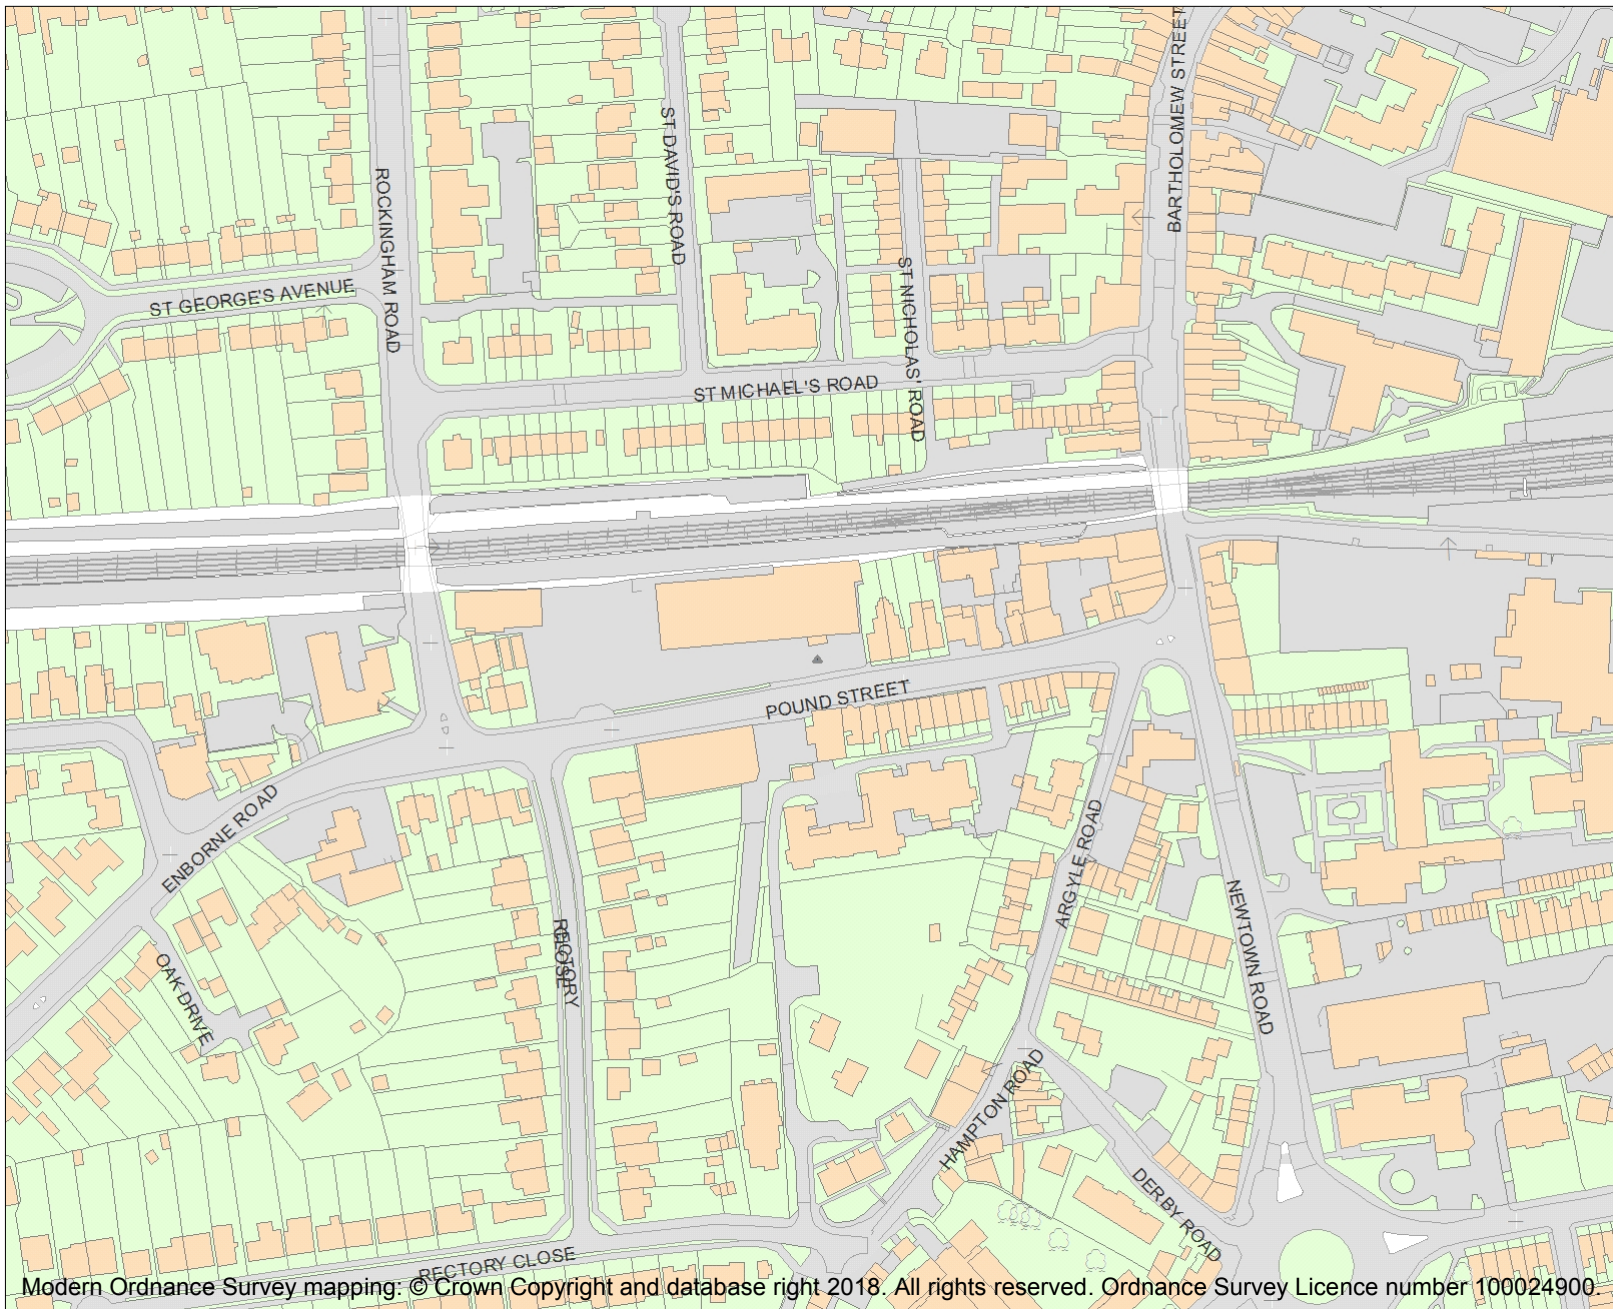 BARTHOLOMEW STREET
ST DAVID'S ROAD
ROCKINGHAM ROAD
ST GEORGE'S AVENUE
ST NICHOLAS' ROAD
ST MICHAEL'S ROAD
POUND STREET
ENBORNE ROAD
ARGYLE ROAD
NEWTOWN ROAD
RECTORY
CLOSE
OAK DRIVE
HAMPTON ROAD
DERBY ROAD
RECTORY CLOSE
Modern Ordnance Survey mapping: © Crown Copyright and database right 2018. All rights reserved. Ordnance Survey Licence number 100024900.